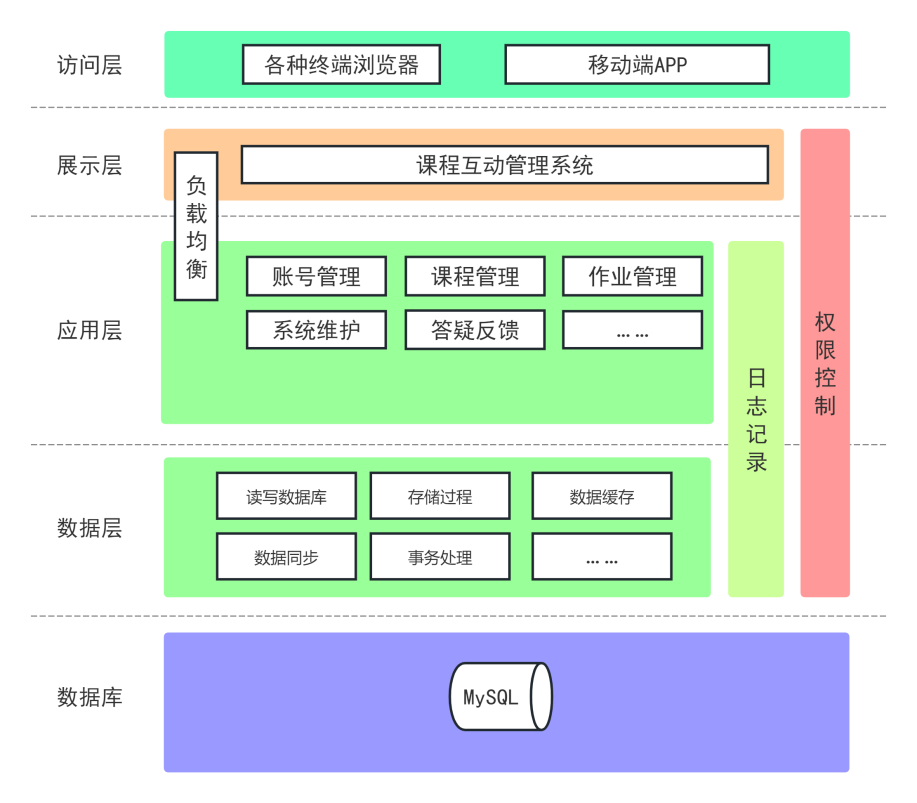 访问层
各种终端浏览器
移动端APP
展示层
课程互动管理系统
负载均衡
应用层
账号管理
课程管理
作业管理
系统维护
答疑反馈
... ...
日志记录
权限控制
数据层
读写数据库
存储过程
数据缓存
数据同步
事务处理
... ...
数据库
MySQL